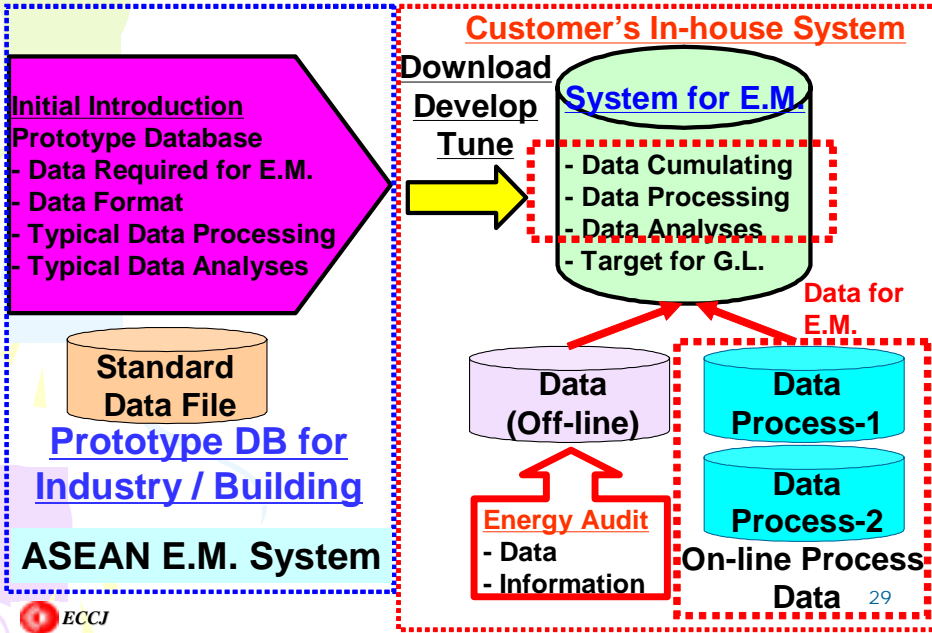 Initial Introduction
Prototype Database
- Data Required for E.M.
- Data Format
- Typical Data Processing
- Typical Data Analyses
Standard
Data File
Prototype DB for
Industry / Building
ASEAN E.M. System
ECCJ
Customer's In-house System
Download
Develop
Tune
System for E.M.
- Data Cumulating
- Data Processing
- Data Analyses
- Target for G.L.
Data for
E.M.
Data
(Off-line)
Energy Audit
- Data
- Information
Data
Process-1
Data
Process-2
On-line Process
Data
29